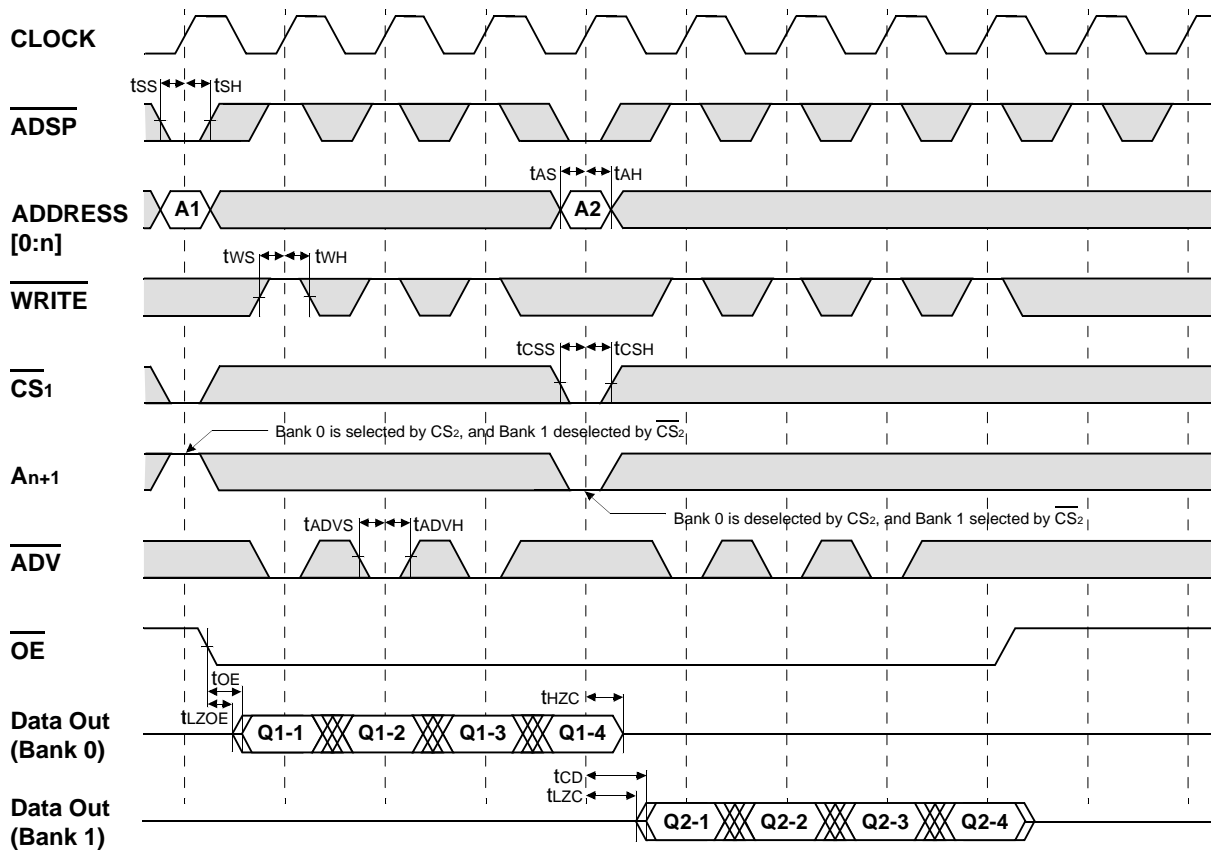 CLOCK
tSS tSH
ADSP
tAS tAH
ADDRESS
[0:n]
A1 A2
tWS tWH
WRITE
tCSS tCSH
CS1
Bank 0 is selected by CS2, and Bank 1 deselected by CS2
An+1
Bank 0 is deselected by CS2, and Bank 1 selected by CS2
tADVS tADVH
ADV
OE
tOE
tHZC
tLZOE
Data Out
(Bank 0)
Q1-1 Q1-2 Q1-3 Q1-4
tCD
tLZC
Data Out
(Bank 1)
Q2-1 Q2-2 Q2-3 Q2-4